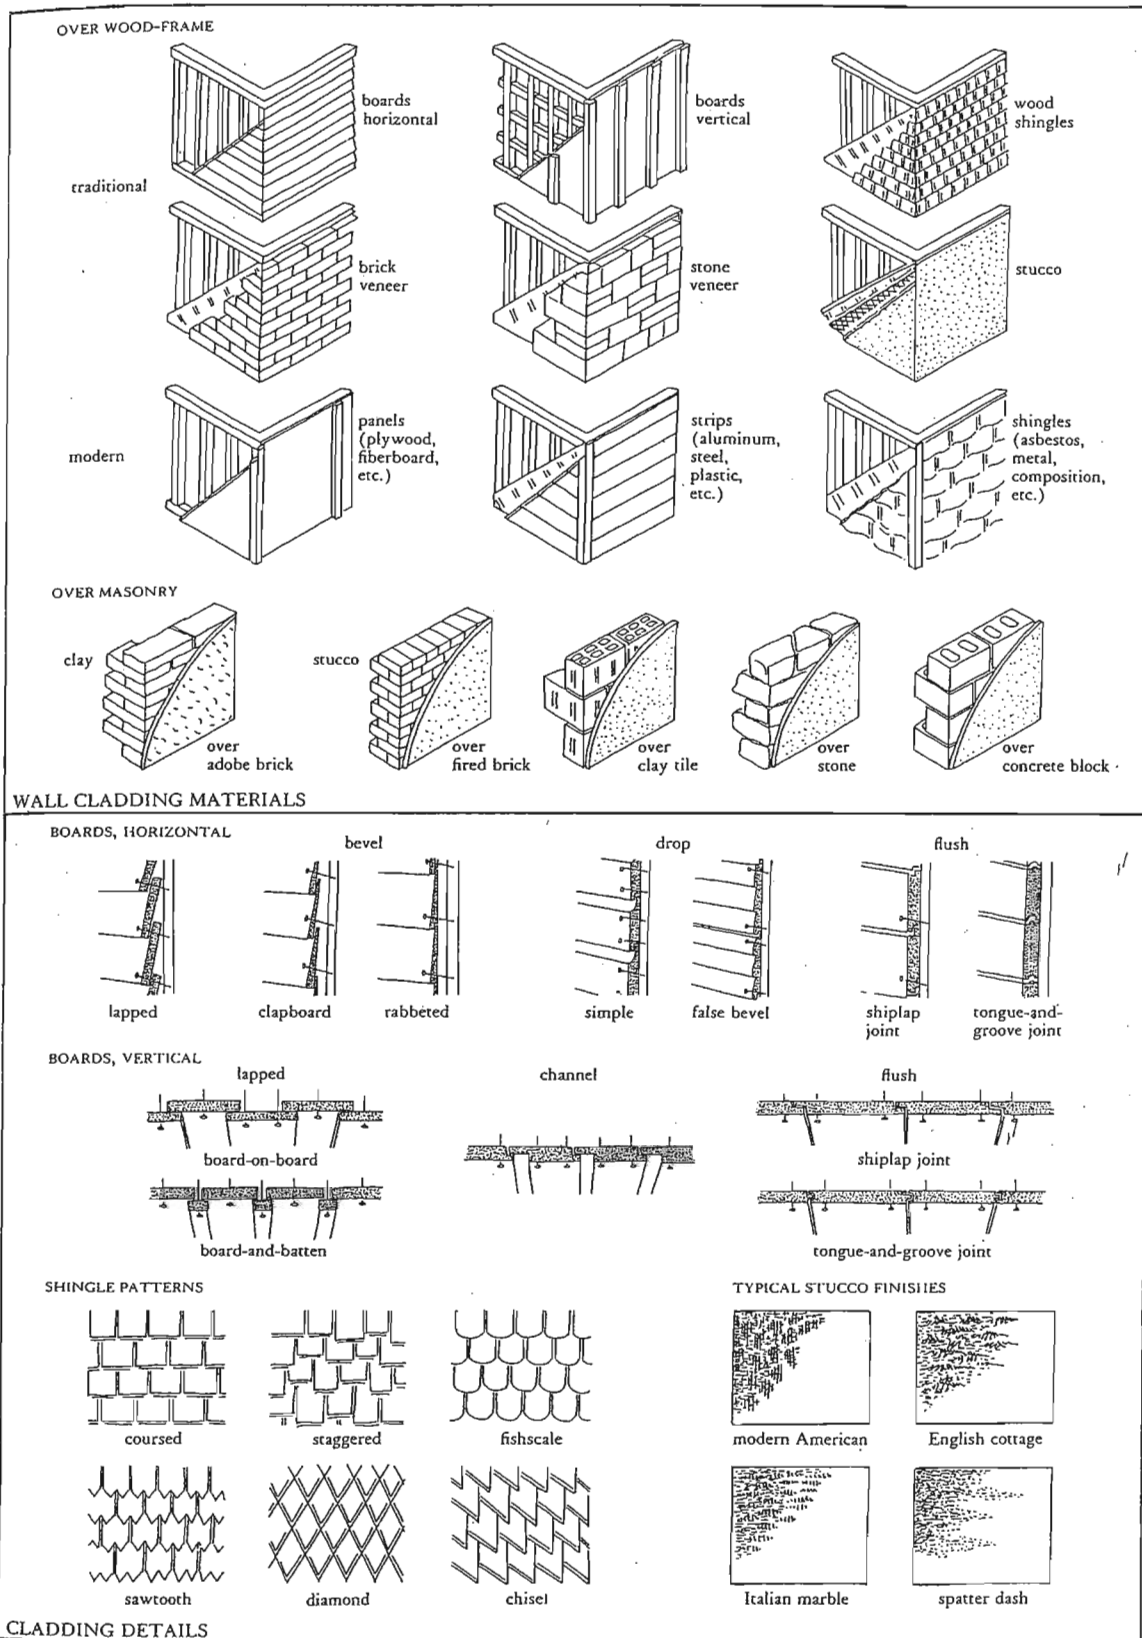 OVER WOOD-FRAME
boards
horizontal
boards
vertical
wood
shingles
traditional
brick
veneer
stone
veneer
stucco
modern
panels
(plywood,
fiberboard,
etc.)
strips
(aluminum,
steel,
plastic,
etc.)
shingles
(asbestos,
metal,
composition,
etc.)
OVER MASONRY
clay
over
adobe brick
stucco
over
fired brick
over
clay tile
over
stone
over
concrete block
WALL CLADDING MATERIALS
BOARDS, HORIZONTAL
bevel
drop
flush
lapped
clapboard
rabbeted
simple
false bevel
shiplap
joint
tongue-and-
groove joint
BOARDS, VERTICAL
lapped
channel
flush
board-on-board
shiplap joint
board-and-batten
tongue-and-groove joint
SHINGLE PATTERNS
TYPICAL STUCCO FINISHES
coursed
staggered
fishscale
modern American
English cottage
sawtooth
diamond
chisel
Italian marble
spatter dash
CLADDING DETAILS